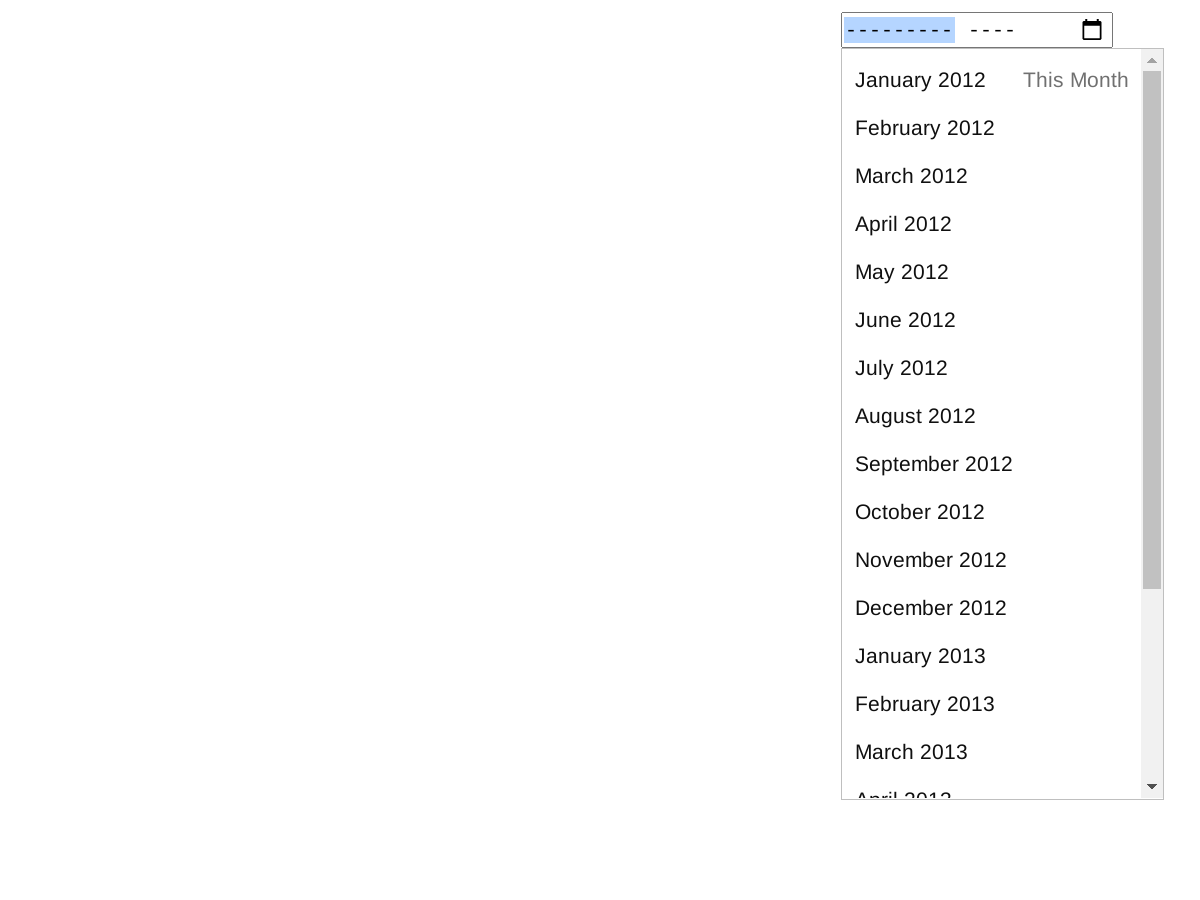 --------- ----
January 2012 This Month
February 2012
March 2012
April 2012
May 2012
June 2012
July 2012
August 2012
September 2012
October 2012
November 2012
December 2012
January 2013
February 2013
March 2013